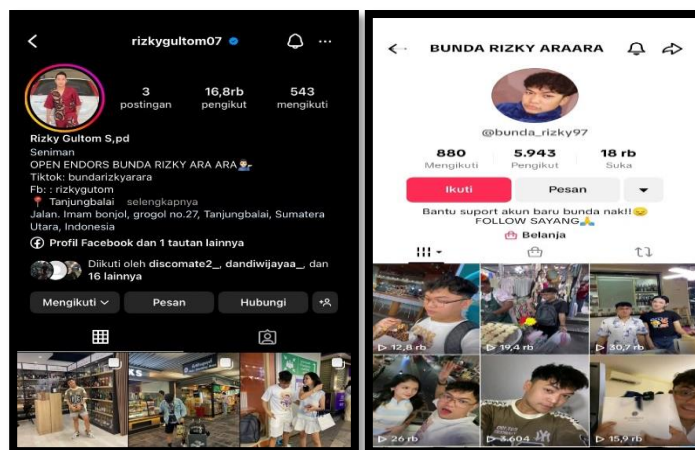 rizkygultom07
3 16,8rb 543
postingan pengikut mengikuti
Rizky Gultom S,pd
Seniman
OPEN ENDORS BUNDA RIZKY ARA ARA
Tiktok: bundarizkyarara
Fb: : rizkygutom
Tanjungbalai selengkapnya
Jalan. Imam bonjol, grogol no.27, Tanjungbalai, Sumatera
Utara, Indonesia
Profil Facebook dan 1 tautan lainnya
Diikuti oleh discomate2_, dandiwijayaa_, dan
16 lainnya
Mengikuti Pesan Hubungi
BUNDA RIZKY ARAARA
@bunda_rizky97
880 5.943 18 rb
Mengikuti Pengikut Suka
Ikuti Pesan
Bantu suport akun baru bunda nak!!
FOLLOW SAYANG
Belanja
12,8 rb 19,4 rb 30,7 rb
26 rb 3.604 15,9 rb